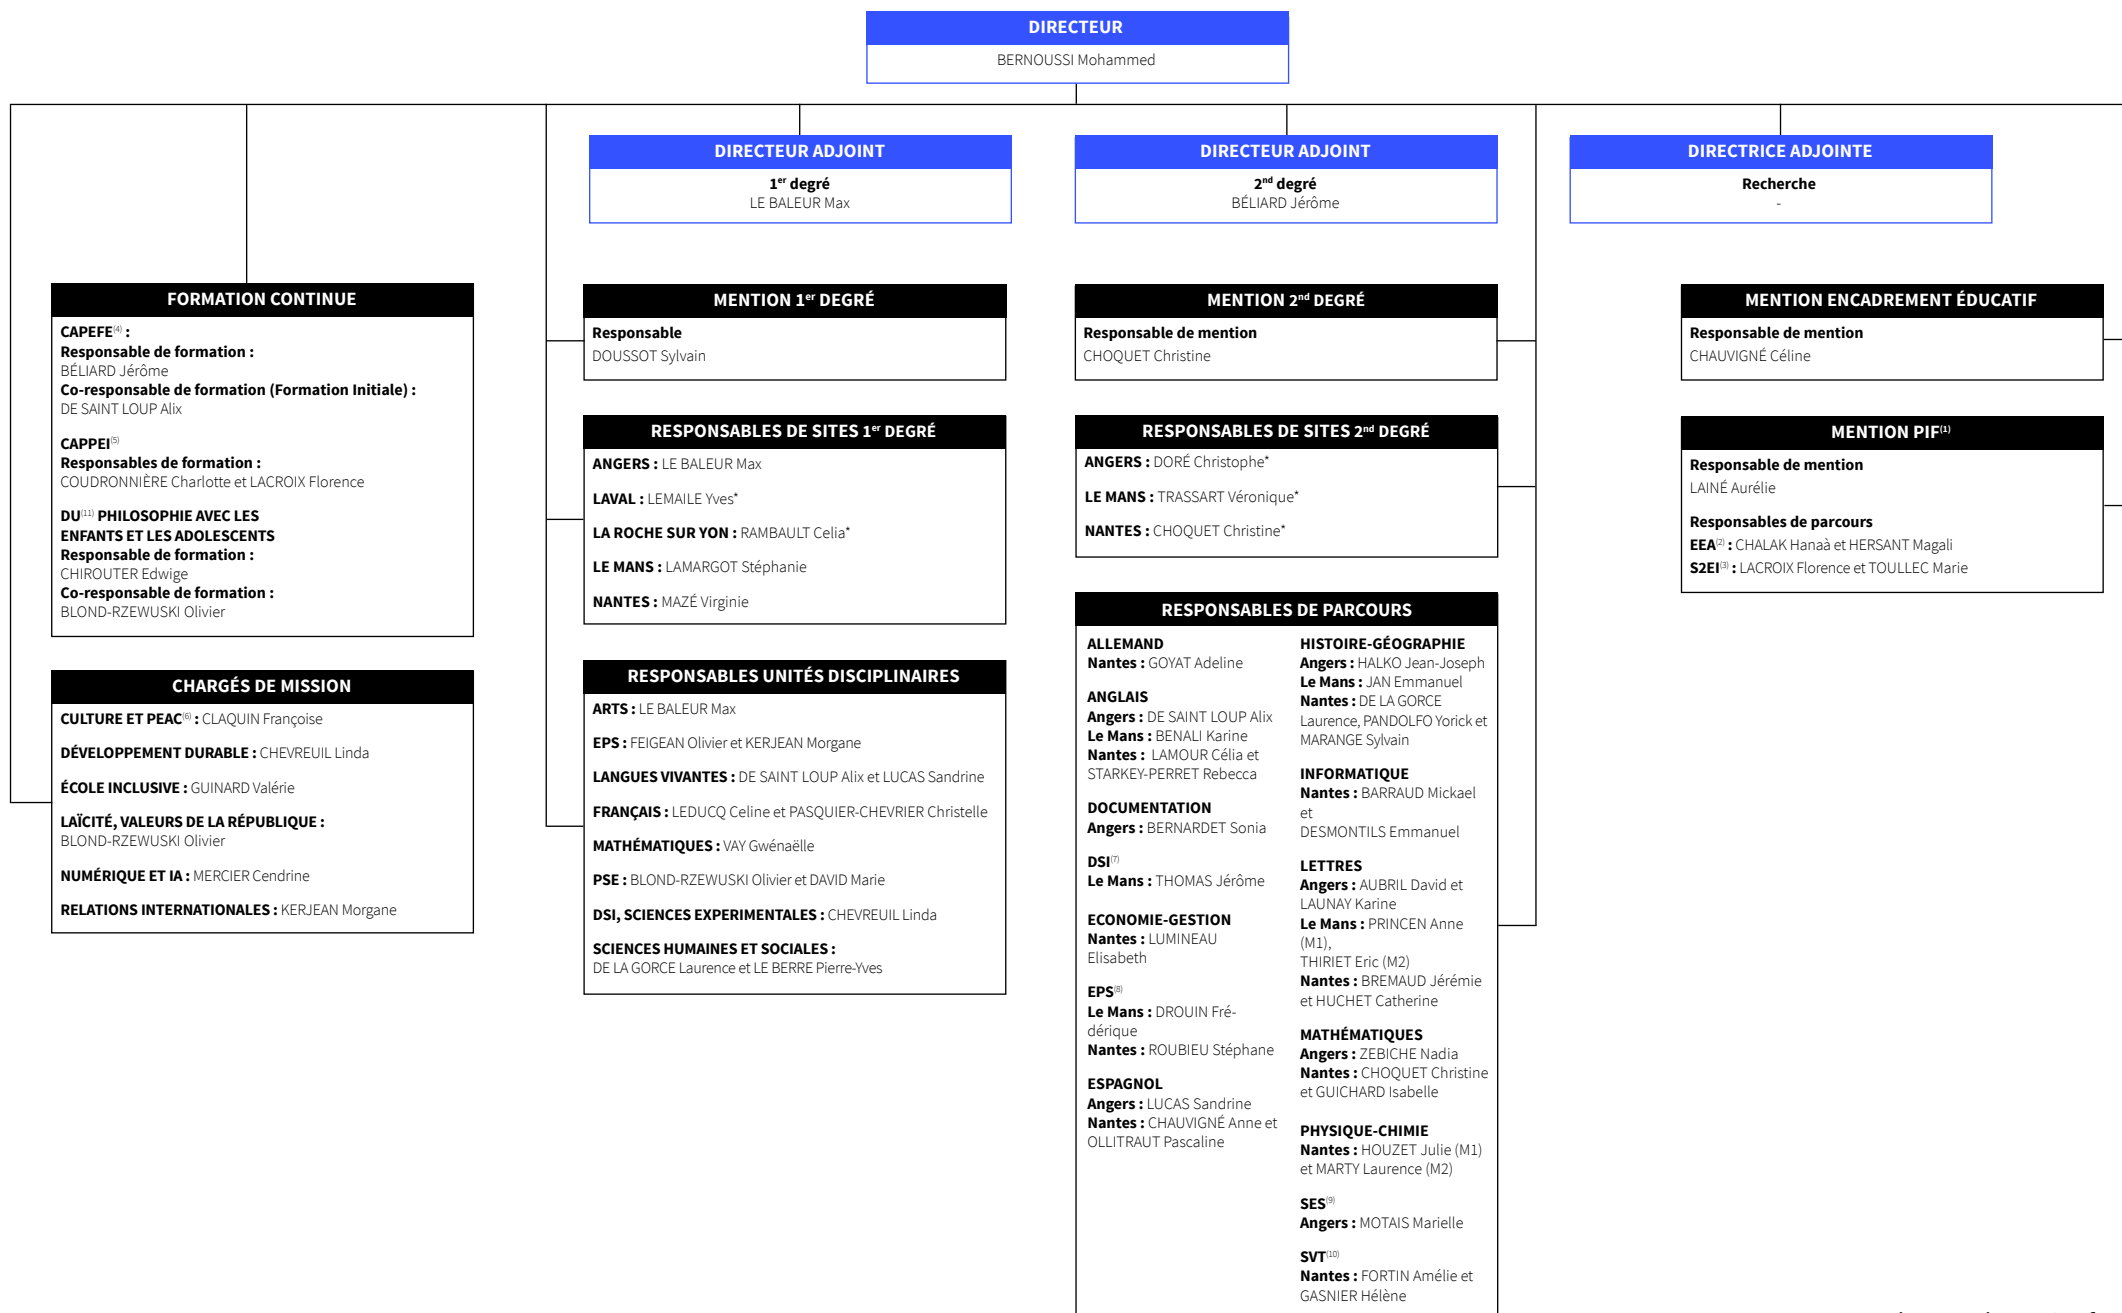 DIRECTEUR
BERNOUSSI Mohammed
DIRECTEUR ADJOINT
1er degré
LE BALEUR Max
DIRECTEUR ADJOINT
2nd degré
BÉLIARD Jérôme
DIRECTRICE ADJOINTE
Recherche
-
FORMATION CONTINUE
CAPEFE(4) :
Responsable de formation :
BÉLIARD Jérôme
Co-responsable de formation (Formation Initiale) :
DE SAINT LOUP Alix
CAPPEI(5)
Responsables de formation :
COUDRONNIÈRE Charlotte et LACROIX Florence
DU(11) PHILOSOPHIE AVEC LES
ENFANTS ET LES ADOLESCENTS
Responsable de formation :
CHIROUTER Edwige
Co-responsable de formation :
BLOND-RZEWUSKI Olivier
CHARGÉS DE MISSION
CULTURE ET PEAC(6) : CLAQUIN Françoise
DÉVELOPPEMENT DURABLE : CHEVREUIL Linda
ÉCOLE INCLUSIVE : GUINARD Valérie
LAÏCITÉ, VALEURS DE LA RÉPUBLIQUE :
BLOND-RZEWUSKI Olivier
NUMÉRIQUE ET IA : MERCIER Cendrine
RELATIONS INTERNATIONALES : KERJEAN Morgane
MENTION 1er DEGRÉ
Responsable
DOUSSOT Sylvain
RESPONSABLES DE SITES 1er DEGRÉ
ANGERS : LE BALEUR Max
LAVAL : LEMAILE Yves*
LA ROCHE SUR YON : RAMBAULT Celia*
LE MANS : LAMARGOT Stéphanie
NANTES : MAZÉ Virginie
RESPONSABLES UNITÉS DISCIPLINAIRES
ARTS : LE BALEUR Max
EPS : FEIGEAN Olivier et KERJEAN Morgane
LANGUES VIVANTES : DE SAINT LOUP Alix et LUCAS Sandrine
FRANÇAIS : LEDUCQ Celine et PASQUIER-CHEVRIER Christelle
MATHÉMATIQUES : VAY Gwénaëlle
PSE : BLOND-RZEWUSKI Olivier et DAVID Marie
DSI, SCIENCES EXPERIMENTALES : CHEVREUIL Linda
SCIENCES HUMAINES ET SOCIALES :
DE LA GORCE Laurence et LE BERRE Pierre-Yves
MENTION 2nd DEGRÉ
Responsable de mention
CHOQUET Christine
RESPONSABLES DE SITES 2nd DEGRÉ
ANGERS : DORÉ Christophe*
LE MANS : TRASSART Véronique*
NANTES : CHOQUET Christine*
RESPONSABLES DE PARCOURS
ALLEMAND
Nantes : GOYAT Adeline
ANGLAIS
Angers : DE SAINT LOUP Alix
Le Mans : BENALI Karine
Nantes : LAMOUR Célia et
STARKEY-PERRET Rebecca
DOCUMENTATION
Angers : BERNARDET Sonia
DSI(7)
Le Mans : THOMAS Jérôme
ECONOMIE-GESTION
Nantes : LUMINEAU
Elisabeth
EPS(8)
Le Mans : DROUIN Fré-
dérique
Nantes : ROUBIEU Stéphane
ESPAGNOL
Angers : LUCAS Sandrine
Nantes : CHAUVIGNÉ Anne et
OLLITRAUT Pascaline
HISTOIRE-GÉOGRAPHIE
Angers : HALKO Jean-Joseph
Le Mans : JAN Emmanuel
Nantes : DE LA GORCE
Laurence, PANDOLFO Yorick et
MARANGE Sylvain
INFORMATIQUE
Nantes : BARRAUD Mickael
et
DESMONTILS Emmanuel
LETTRES
Angers : AUBRIL David et
LAUNAY Karine
Le Mans : PRINCEN Anne
(M1),
THIRIET Eric (M2)
Nantes : BREMAUD Jérémie
et HUCHET Catherine
MATHÉMATIQUES
Angers : ZEBICHE Nadia
Nantes : CHOQUET Christine
et GUICHARD Isabelle
PHYSIQUE-CHIMIE
Nantes : HOUZET Julie (M1)
et MARTY Laurence (M2)
SES(9)
Angers : MOTAIS Marielle
SVT(10)
Nantes : FORTIN Amélie et
GASNIER Hélène
MENTION ENCADREMENT ÉDUCATIF
Responsable de mention
CHAUVIGNÉ Céline
MENTION PIF(1)
Responsable de mention
LAINÉ Aurélie
Responsables de parcours
EEA(2) : CHALAK Hanaà et HERSANT Magali
S2EI(3) : LACROIX Florence et TOULLEC Marie